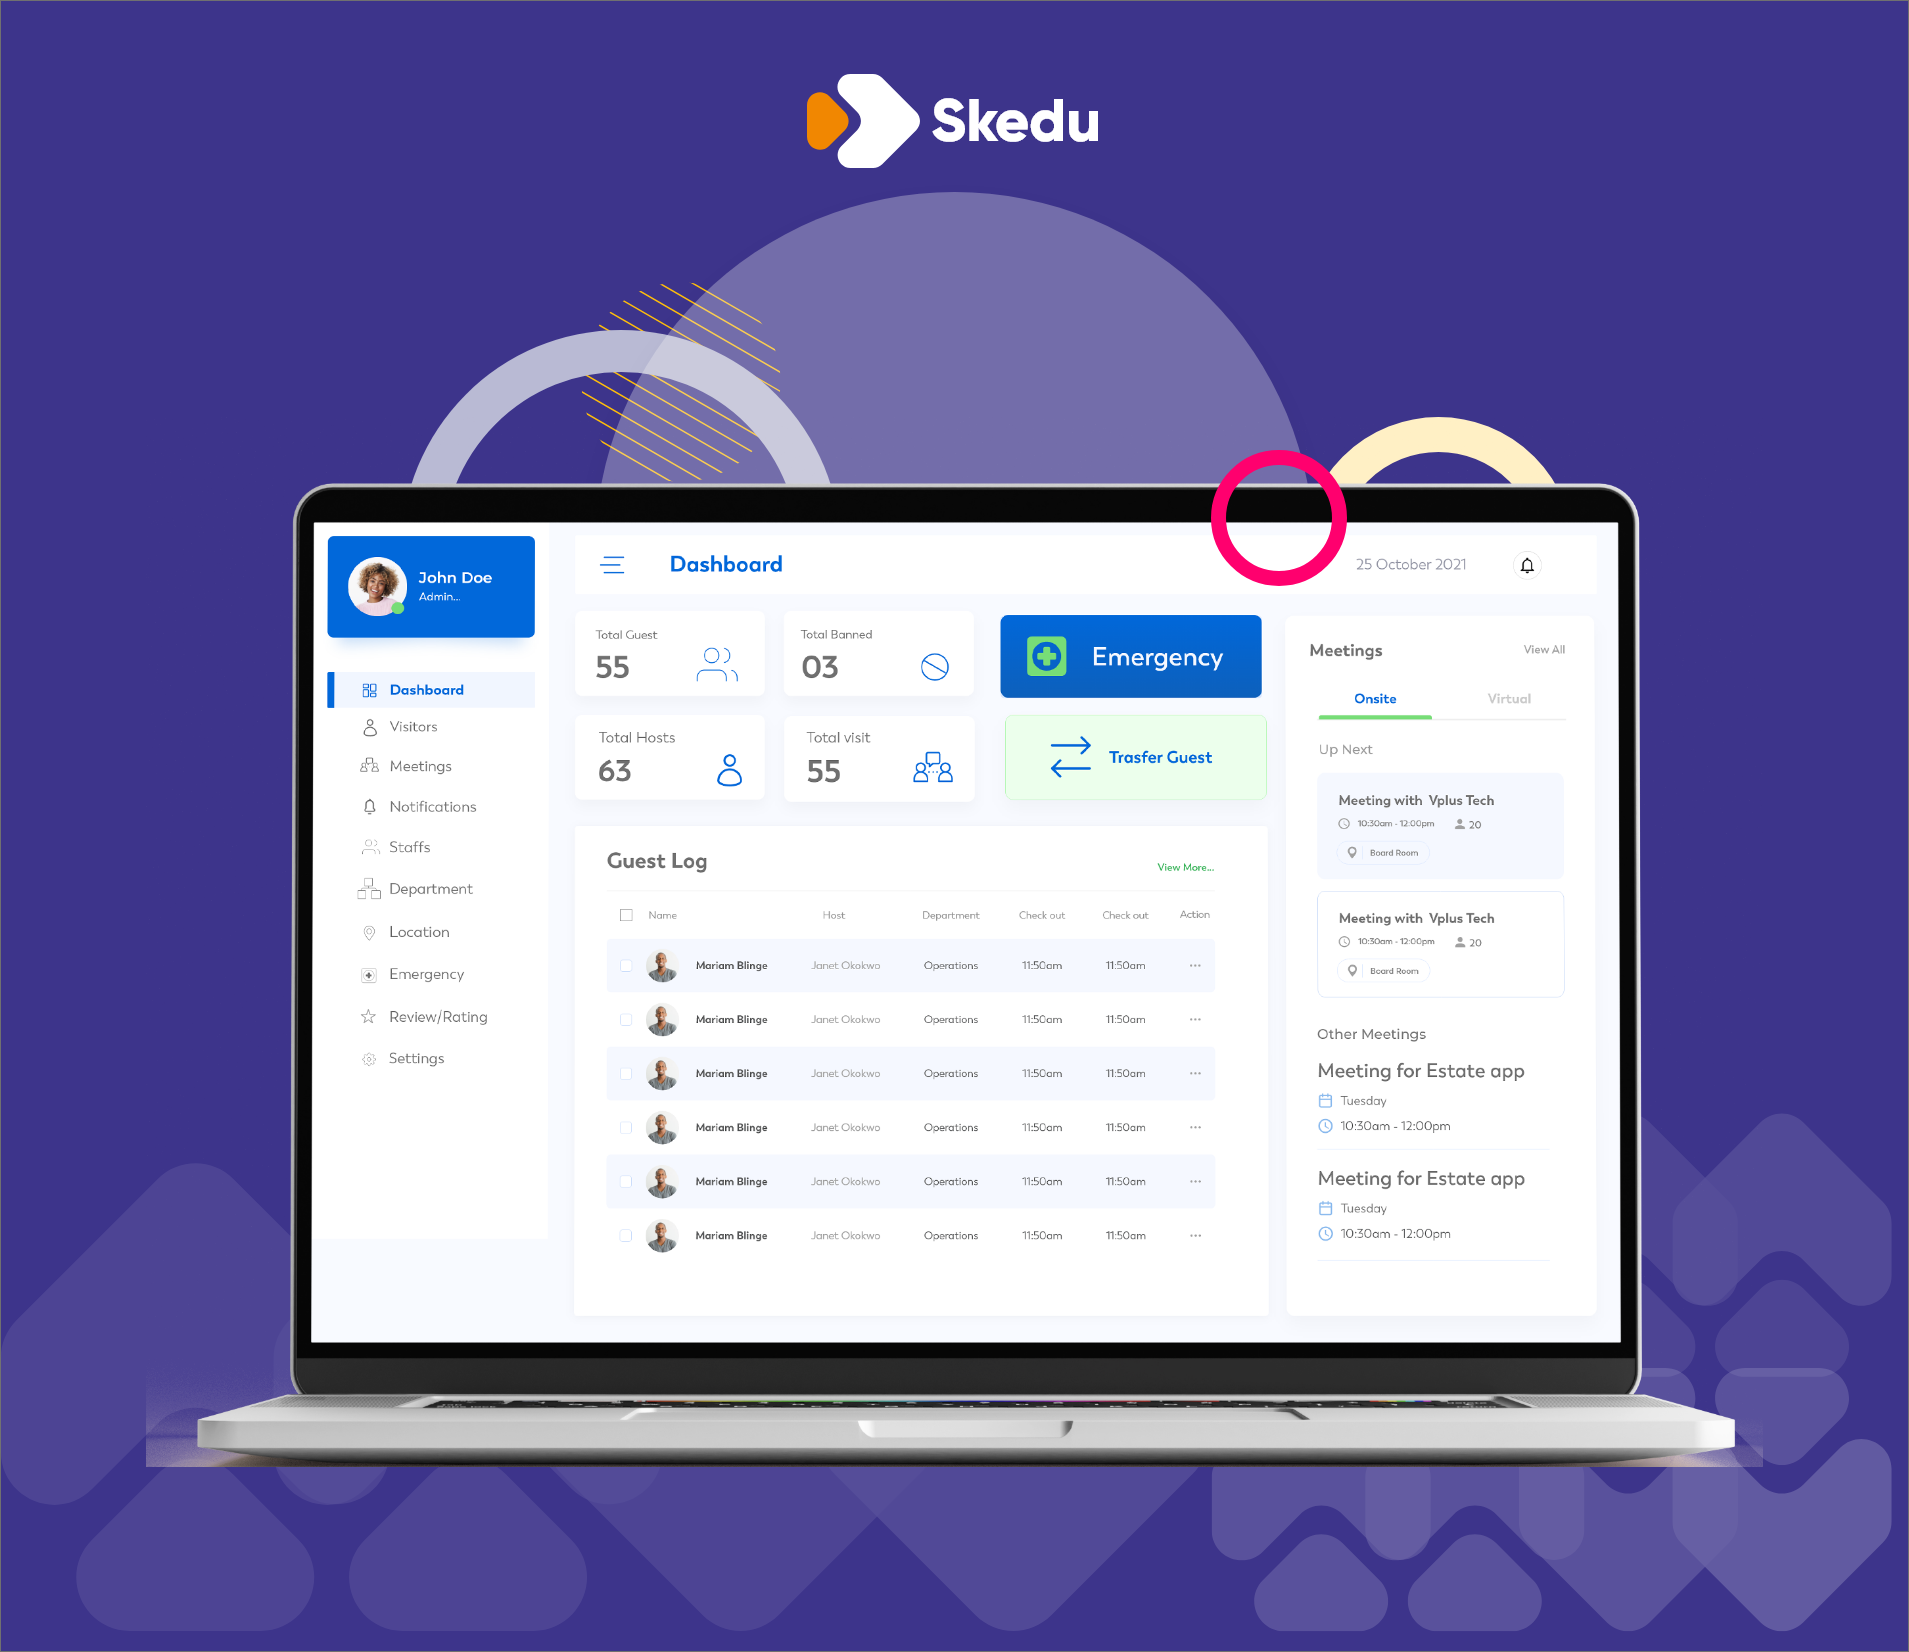 Skedu
John Doe
Admin...
Dashboard
25 October 2021
Dashboard
Visitors
Meetings
Notifications
Staffs
Department
Location
Emergency
Review/Rating
Settings
Total Guest
55
Total Banned
03
Emergency
Total Hosts
63
Total visit
55
Trasfer Guest
Guest Log
View More...
Name Host Department Check out Check out Action
Mariam Blinge Janet Okokwo Operations 11:50am 11:50am ...
Mariam Blinge Janet Okokwo Operations 11:50am 11:50am ...
Mariam Blinge Janet Okokwo Operations 11:50am 11:50am ...
Mariam Blinge Janet Okokwo Operations 11:50am 11:50am ...
Mariam Blinge Janet Okokwo Operations 11:50am 11:50am ...
Mariam Blinge Janet Okokwo Operations 11:50am 11:50am ...
Meetings
View All
Onsite Virtual
Up Next
Meeting with Vplus Tech
10:30am - 12:00pm 20
Board Room
Meeting with Vplus Tech
10:30am - 12:00pm 20
Board Room
Other Meetings
Meeting for Estate app
Tuesday
10:30am - 12:00pm
Meeting for Estate app
Tuesday
10:30am - 12:00pm